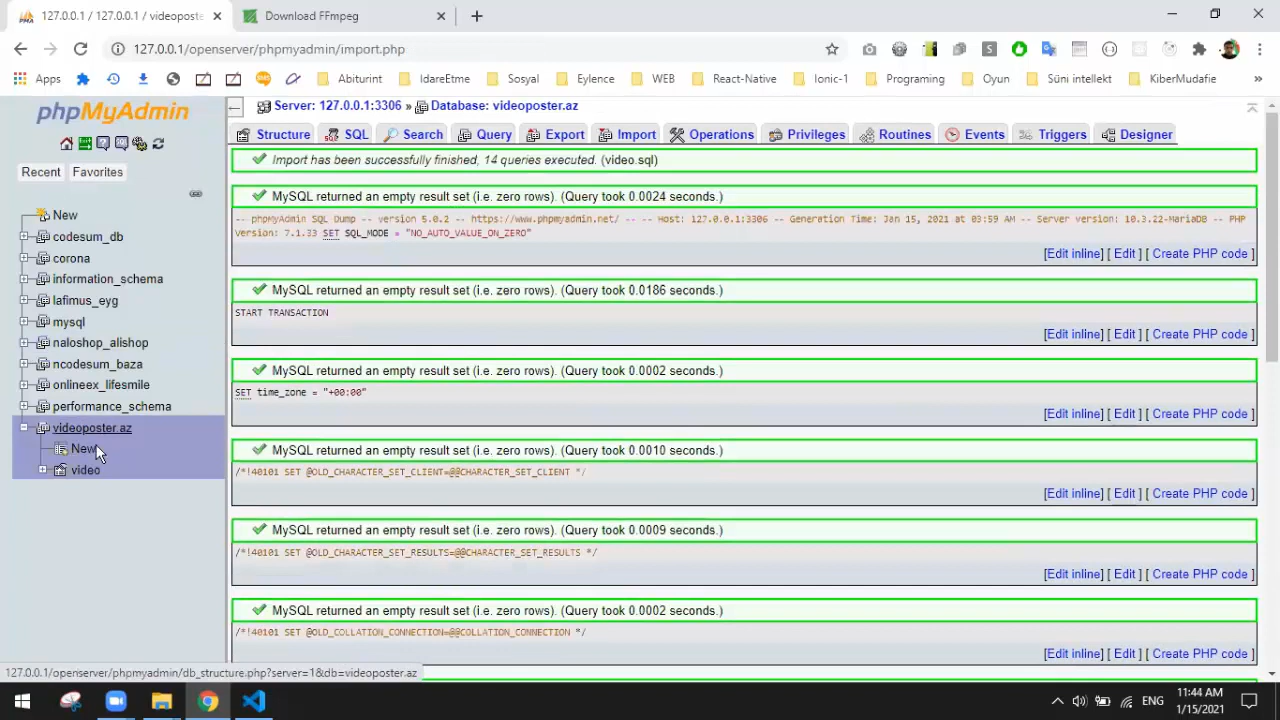 127.0.0.1 / 127.0.0.1 / videoposte
Download FFmpeg
127.0.0.1/openserver/phpmyadmin/import.php
Apps
Abituriynt
IdareEtme
Sosyal
Eylence
WEB
React-Native
Ionic-1
Programing
Oyun
Süni intellekt
KiberMudafie
»
phpMyAdmin
Recent
Favorites
New
codesum_db
corona
information_schema
lafimus_eyg
mysql
naloshop_alishop
ncodesum_baza
onlineex_lifesmile
performance_schema
videoposter.az
New
video
Server: 127.0.0.1:3306 » Database: videoposter.az
Structure
SQL
Search
Query
Export
Import
Operations
Privileges
Routines
Events
Triggers
Designer
Import has been successfully finished, 14 queries executed. (video.sql)
MySQL returned an empty result set (i.e. zero rows). (Query took 0.0024 seconds.)
-- phpMyAdmin SQL Dump -- version 5.0.2 -- https://www.phpmyadmin.net/ -- -- Host: 127.0.0.1:3306 -- Generation Time: Jan 15, 2021 at 03:59 AM -- Server version: 10.3.22-MariaDB -- PHP
Version: 7.1.33 SET SQL_MODE = "NO_AUTO_VALUE_ON_ZERO"
[Edit inline] [ Edit ] [ Create PHP code ]
MySQL returned an empty result set (i.e. zero rows). (Query took 0.0186 seconds.)
START TRANSACTION
[Edit inline] [ Edit ] [ Create PHP code ]
MySQL returned an empty result set (i.e. zero rows). (Query took 0.0002 seconds.)
SET time_zone = "+00:00"
[Edit inline] [ Edit ] [ Create PHP code ]
MySQL returned an empty result set (i.e. zero rows). (Query took 0.0010 seconds.)
/*!40101 SET @OLD_CHARACTER_SET_CLIENT=@@CHARACTER_SET_CLIENT */
[Edit inline] [ Edit ] [ Create PHP code ]
MySQL returned an empty result set (i.e. zero rows). (Query took 0.0009 seconds.)
/*!40101 SET @OLD_CHARACTER_SET_RESULTS=@@CHARACTER_SET_RESULTS */
[Edit inline] [ Edit ] [ Create PHP code ]
MySQL returned an empty result set (i.e. zero rows). (Query took 0.0002 seconds.)
/*!40101 SET @OLD_COLLATION_CONNECTION=@@COLLATION_CONNECTION */
[Edit inline] [ Edit ] [ Create PHP code ]
127.0.0.1/openserver/phpmyadmin/db_structure.php?server=1&db=videoposter.az
ENG
11:44 AM
1/15/2021